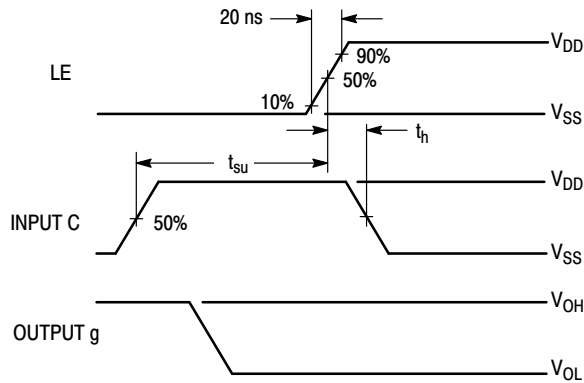 20 ns
V_DD
LE
90%
50%
10%
V_SS
t_h
t_su
V_DD
INPUT C
50%
V_SS
V_OH
OUTPUT g
V_OL